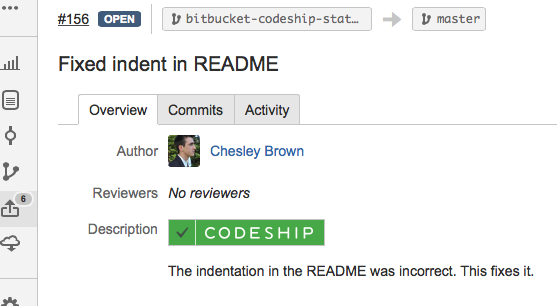 #156 OPEN bitbucket-codeship-stat... master
Fixed indent in README
Overview Commits Activity
Author Chesley Brown
Reviewers No reviewers
6
Description CODESHIP
The indentation in the README was incorrect. This fixes it.